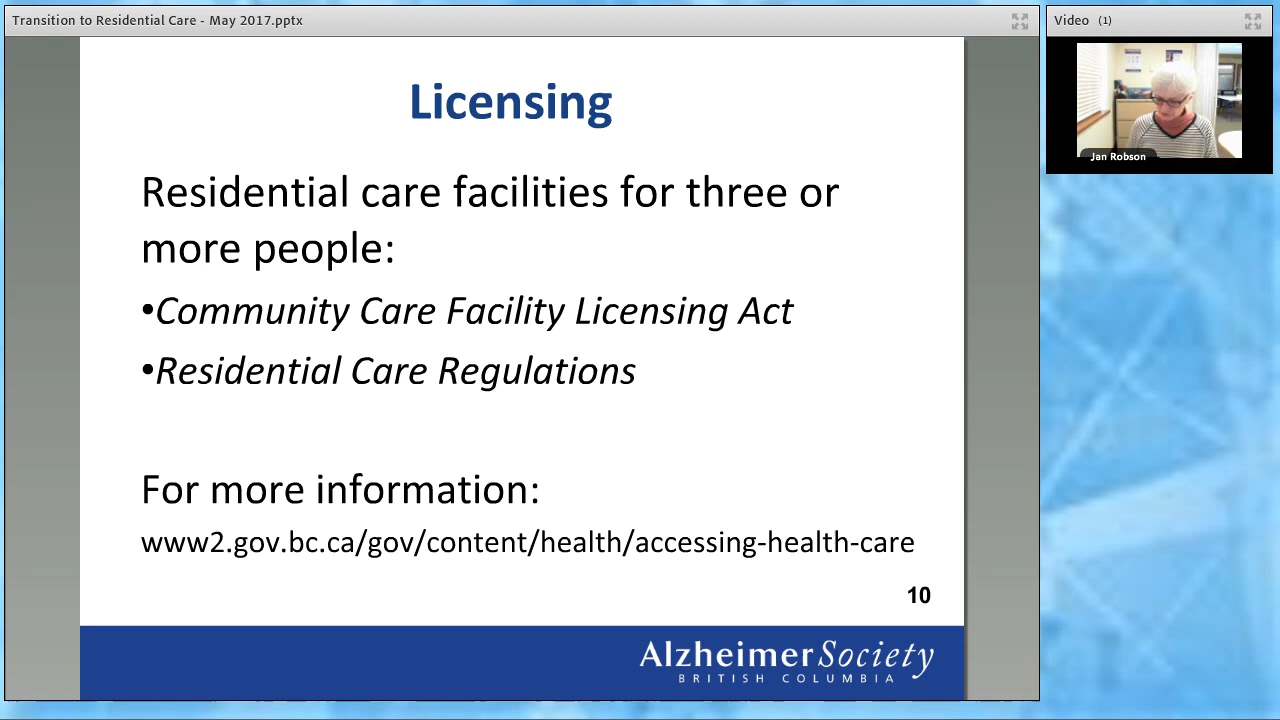 Transition to Residential Care - May 2017.pptx
Video (1)
Jan Robson
Licensing
Residential care facilities for three or
more people:
•Community Care Facility Licensing Act
•Residential Care Regulations
For more information:
www2.gov.bc.ca/gov/content/health/accessing-health-care
10
AlzheimerSociety
BRITISH COLUMBIA